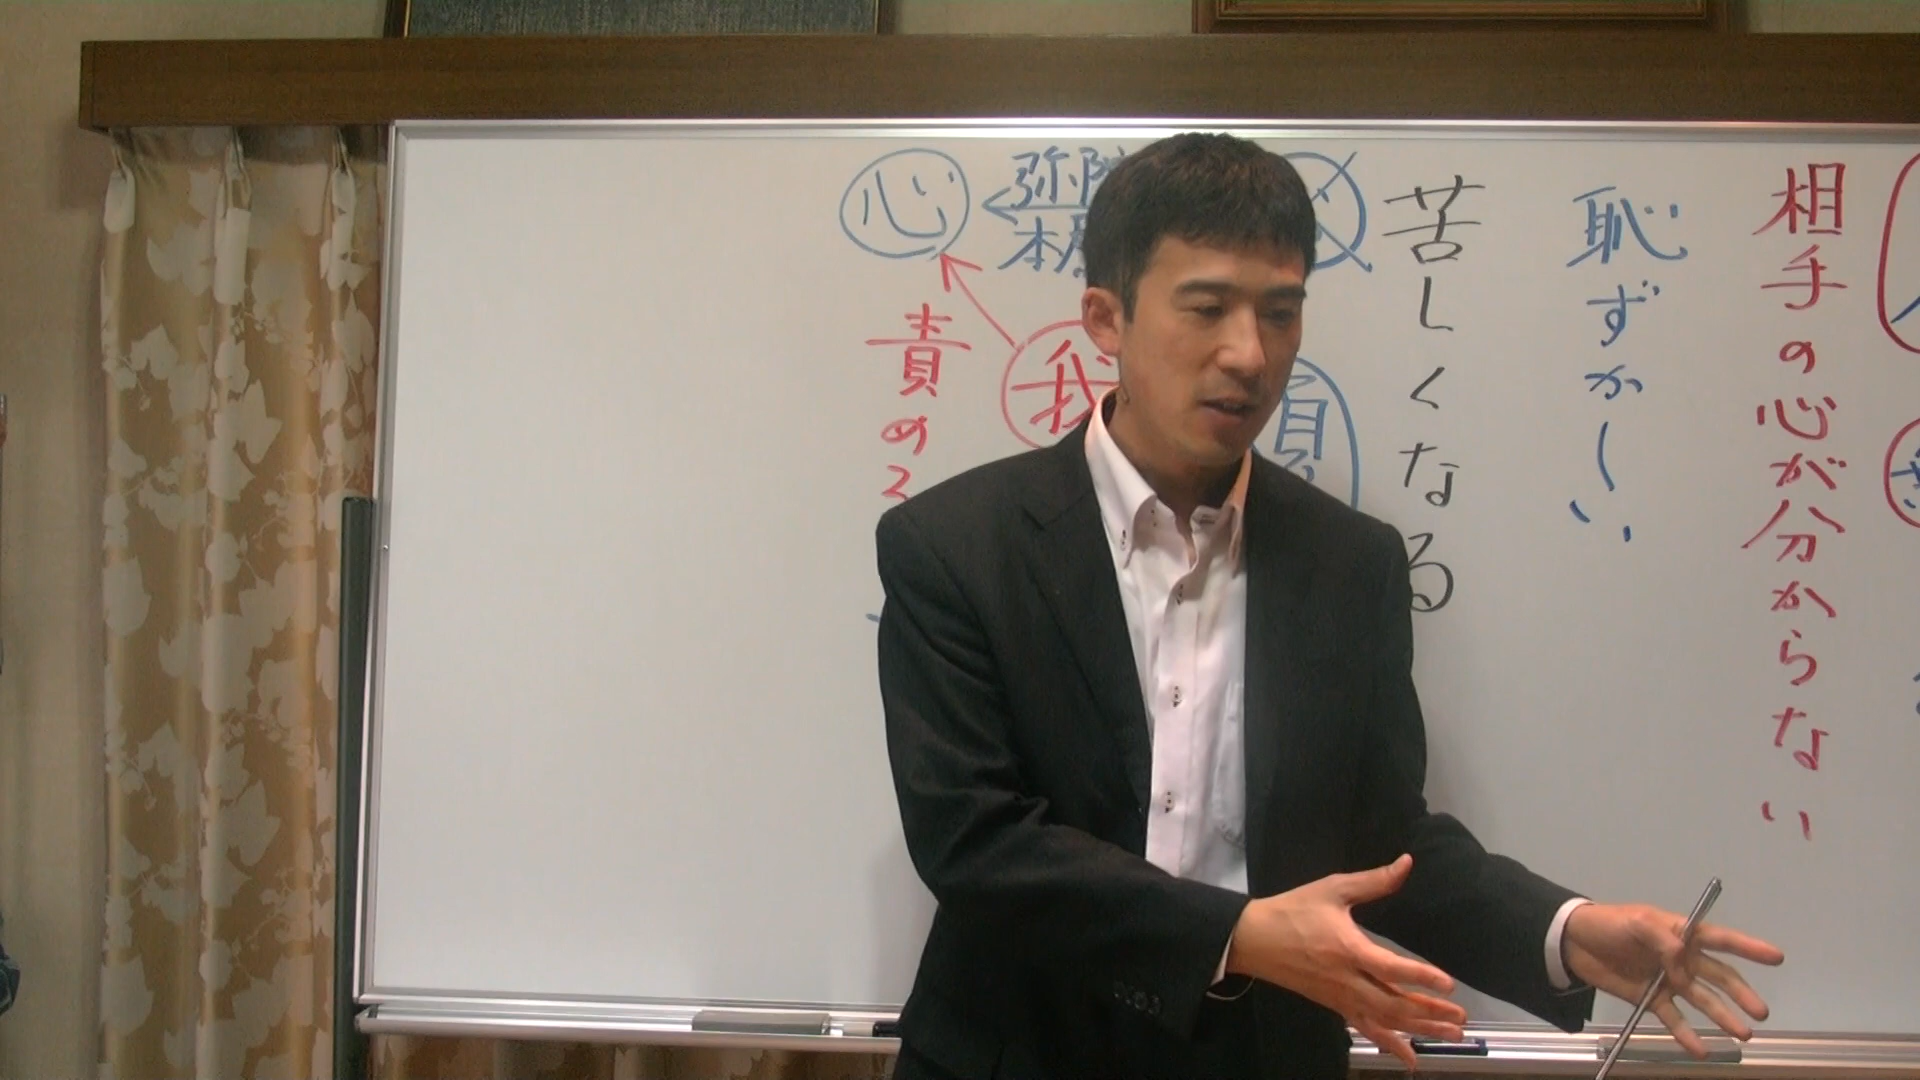 相手の心が分からない
恥ずかしい
苦しくなる
弥陀
本
我
心
責める